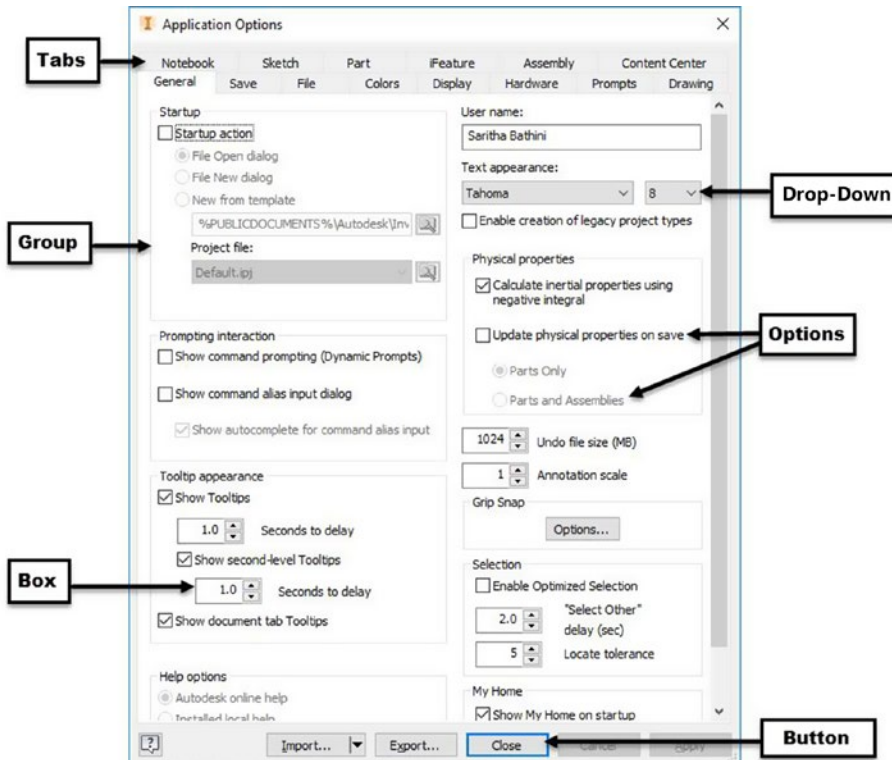 Application Options
Tabs
Notebook Sketch Part iFeature Assembly Content Center
General Save File Colors Display Hardware Prompts Drawing
Startup
Startup action
File Open dialog
File New dialog
New from template
%PUBLICDOCUMENTS%\Autodesk\Inv
Group
Project file:
Default.ipj
Prompting interaction
Show command prompting (Dynamic Prompts)
Show command alias input dialog
Show autocomplete for command alias input
Tooltip appearance
Show Tooltips
1.0 Seconds to delay
Show second-level Tooltips
Box
1.0 Seconds to delay
Show document tab Tooltips
Help options
Autodesk online help
Installed local help
User name:
Saritha Bathini
Text appearance:
Tahoma 8
Drop-Down
Enable creation of legacy project types
Physical properties
Calculate inertial properties using
negative integral
Update physical properties on save
Options
Parts Only
Parts and Assemblies
1024 Undo file size (MB)
1 Annotation scale
Grip Snap
Options...
Selection
Enable Optimized Selection
2.0 "Select Other"
delay (sec)
5 Locate tolerance
My Home
Show My Home on startup
Import... Export... Close Cancel Apply
Button